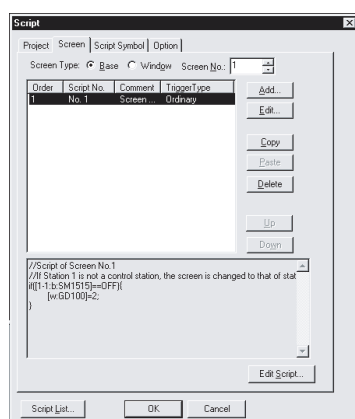 Script
Project Screen Script Symbol Option
Screen Type: Base Window Screen No.: 1
Order Script No. Comment TriggerType
1 No. 1 Screen ... Ordinary
Add...
Edit...
Copy
Paste
Delete
Up
Down
//Script of Screen No.1
//If Station 1 is not a control station, the screen is changed to that of stat
if([1-1:b:SM1515]==OFF){
[w:GD100]=2;
}
Edit Script...
Script List...
OK
Cancel